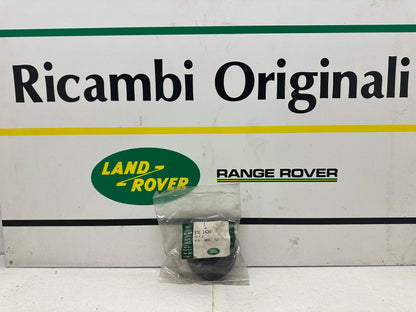 Ricambi Originali
LAND
ROVER
RANGE ROVER